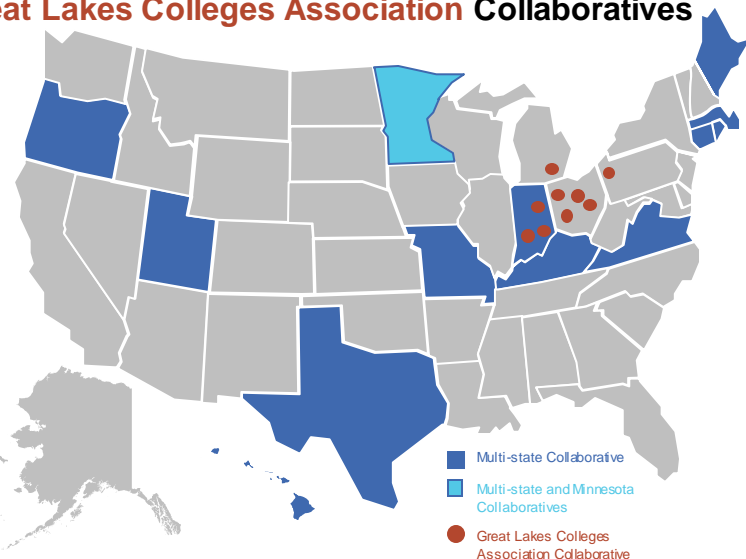 eat Lakes Colleges Association Collaboratives
Multi-state Collaborative
Multi-state and Minnesota
Collaboratives
Great Lakes Colleges
Association Collaborative